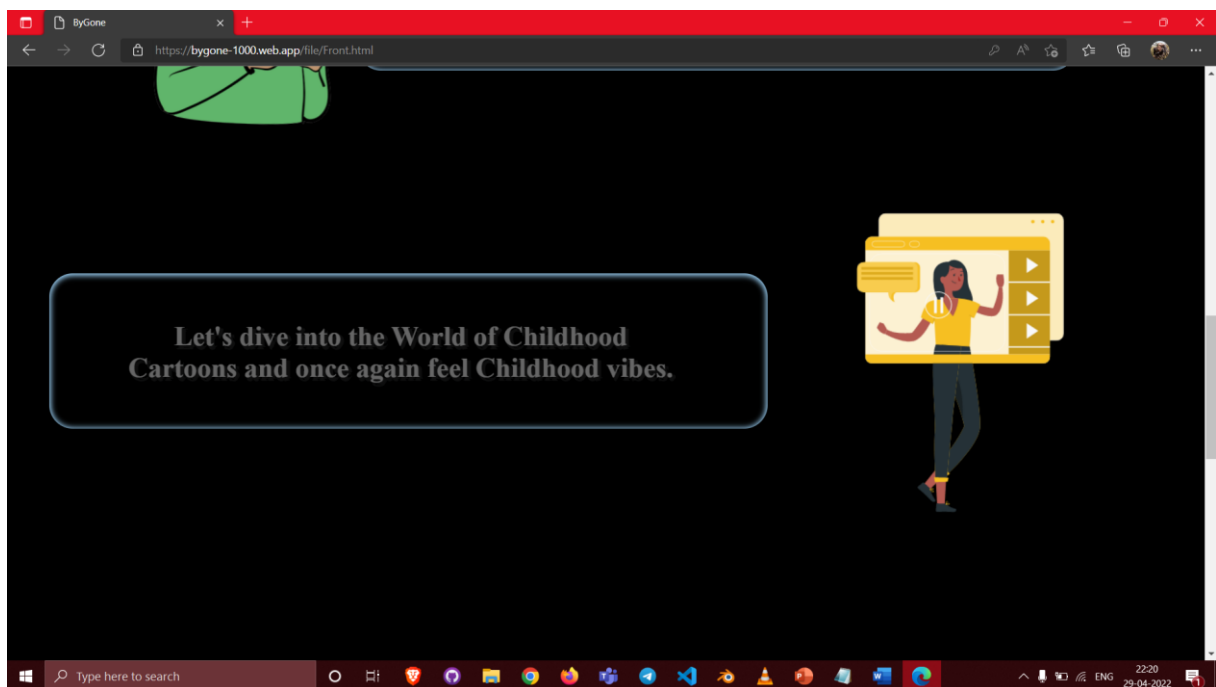 ByGone
https://bygone-1000.web.app/file/Front.html
Let's dive into the World of Childhood
Cartoons and once again feel Childhood vibes.
Type here to search
ENG
22:20
29-04-2022
1